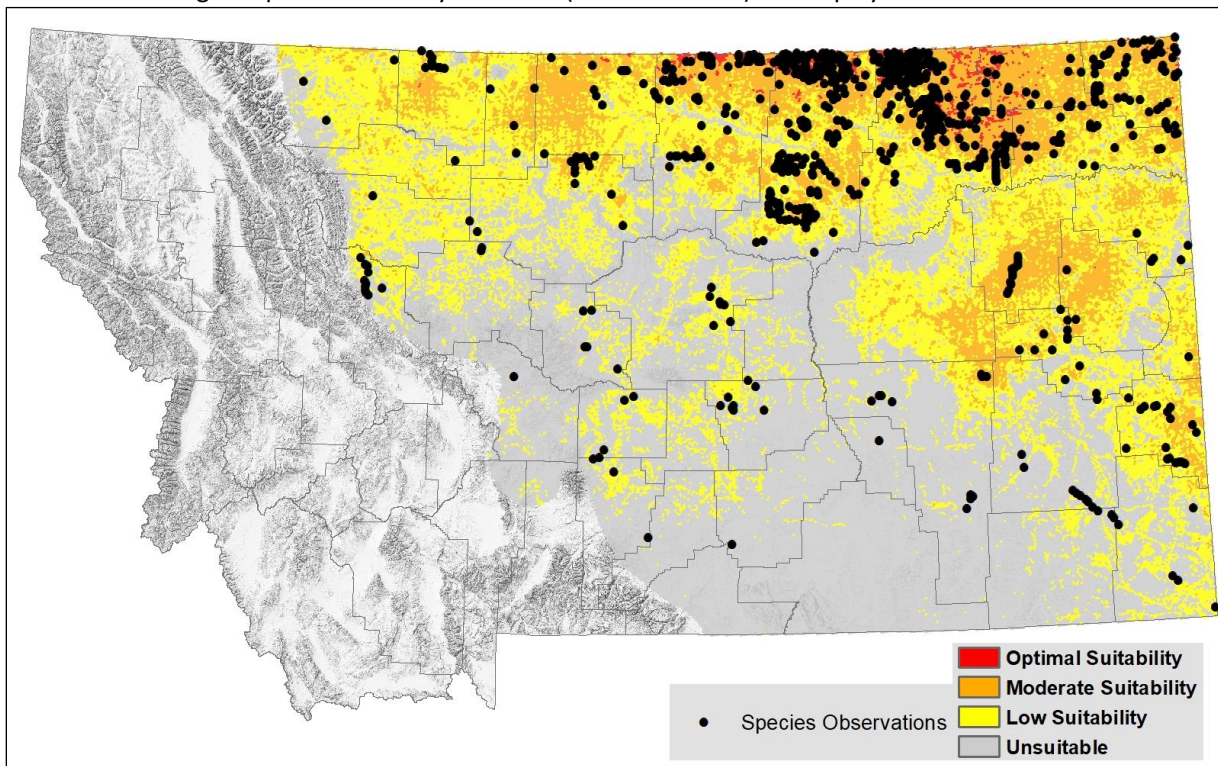 Optimal Suitability
Moderate Suitability
Species Observations
Low Suitability
Unsuitable